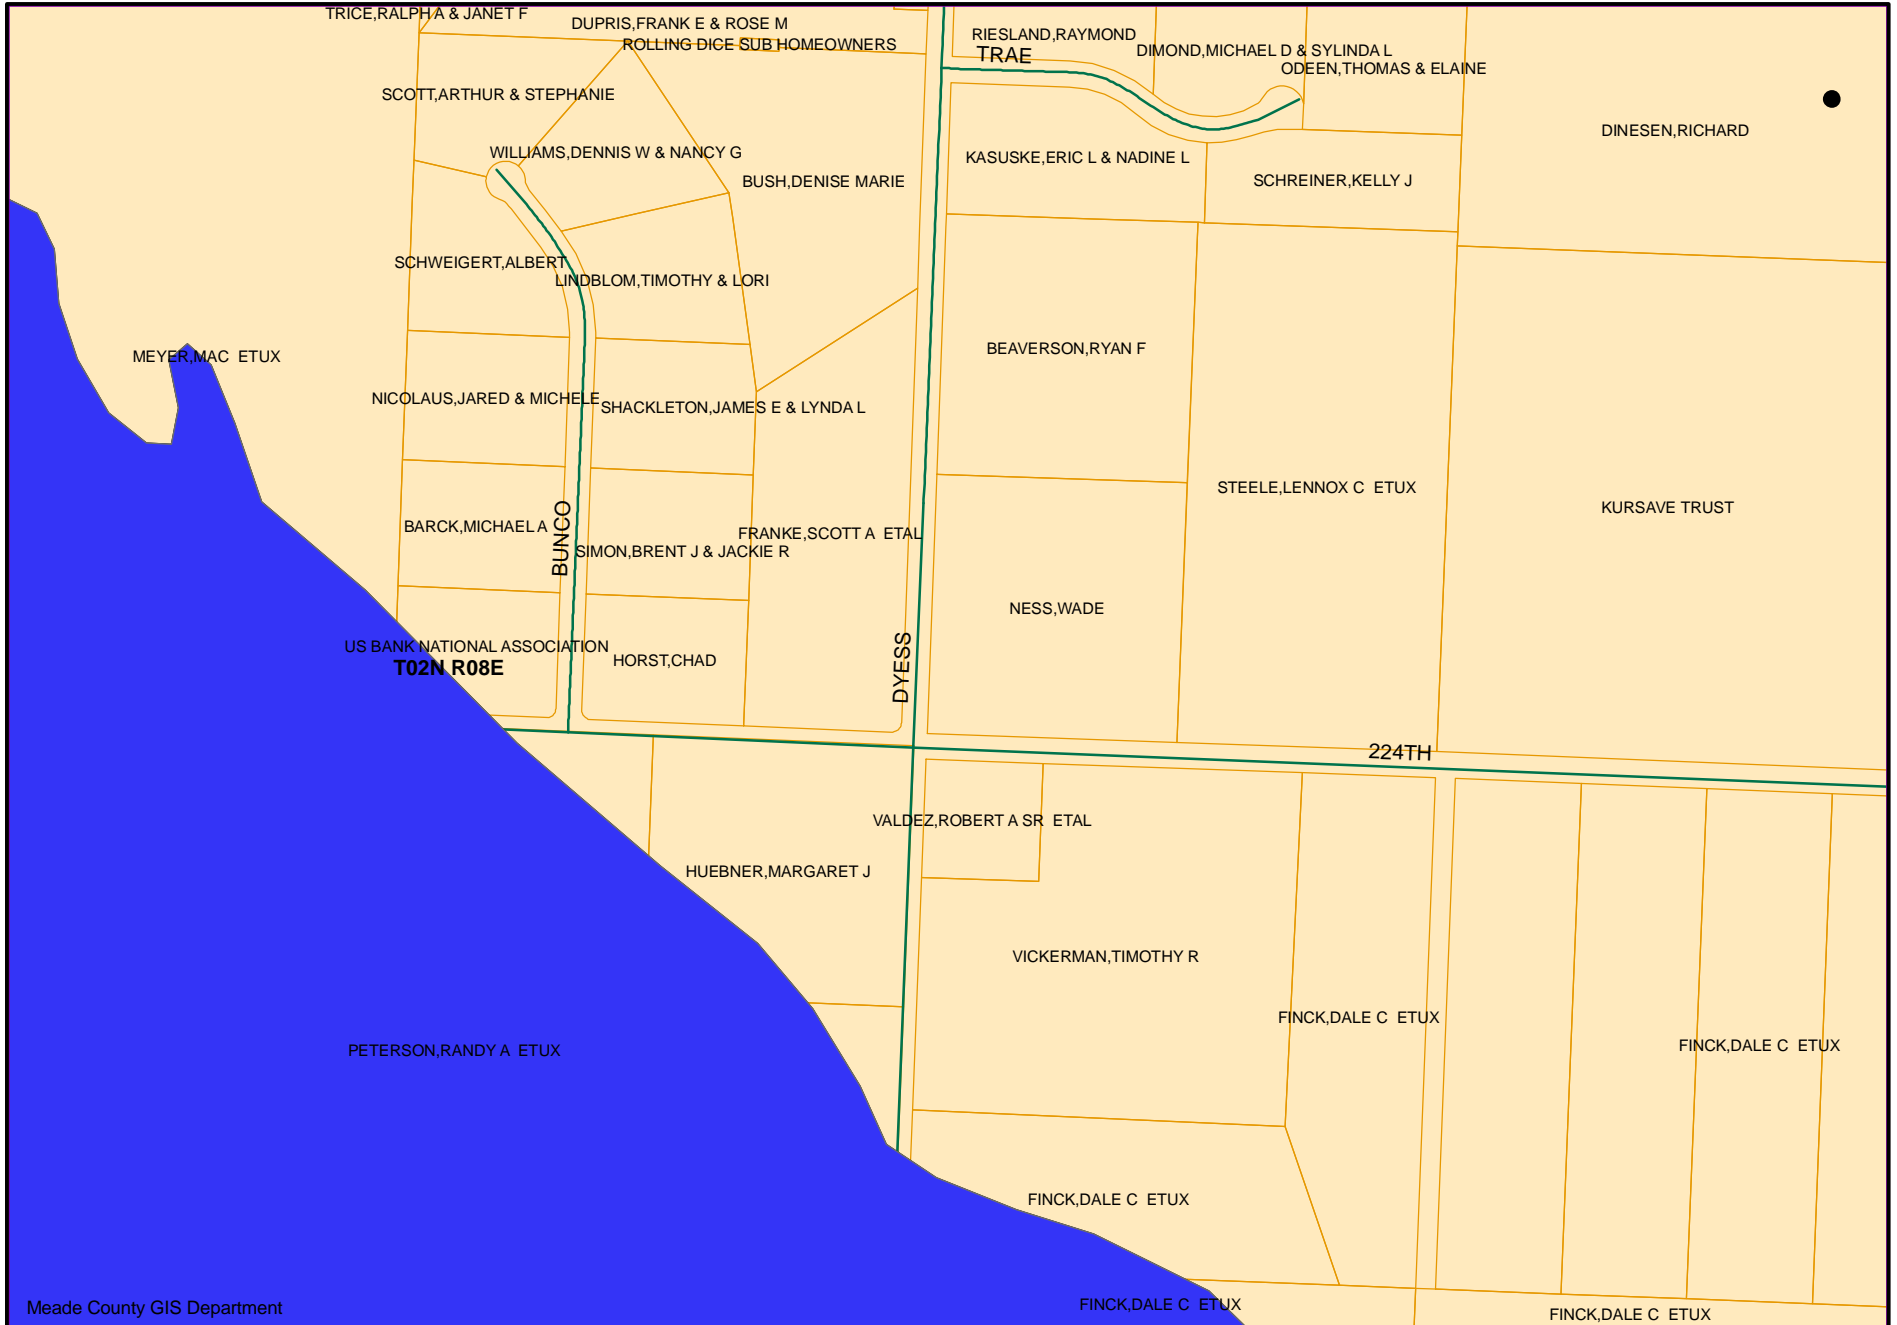 TRICE,RALPH A & JANET F
DUPRIS,FRANK E & ROSE M
ROLLING DICE SUB HOMEOWNERS
RIESLAND,RAYMOND
TRAE
DIMOND,MICHAEL D & SYLINDA L
ODEEN,THOMAS & ELAINE
SCOTT,ARTHUR & STEPHANIE
DINESEN,RICHARD
WILLIAMS,DENNIS W & NANCY G
KASUSKE,ERIC L & NADINE L
BUSH,DENISE MARIE
SCHREINER,KELLY J
SCHWEIGERT,ALBERT
LINDBLOM,TIMOTHY & LORI
MEYER,MAC ETUX
BEAVERSON,RYAN F
NICOLAUS,JARED & MICHELE
SHACKLETON,JAMES E & LYNDA L
STEELE,LENNOX C ETUX
KURSAVE TRUST
BARCK,MICHAEL A
BUNCO
FRANKE,SCOTT A ETAL
SIMON,BRENT J & JACKIE R
NESS,WADE
US BANK NATIONAL ASSOCIATION
T02N R08E
HORST,CHAD
DYESS
224TH
VALDEZ,ROBERT A SR ETAL
HUEBNER,MARGARET J
VICKERMAN,TIMOTHY R
FINCK,DALE C ETUX
FINCK,DALE C ETUX
PETERSON,RANDY A ETUX
FINCK,DALE C ETUX
FINCK,DALE C ETUX
FINCK,DALE C ETUX
Meade County GIS Department